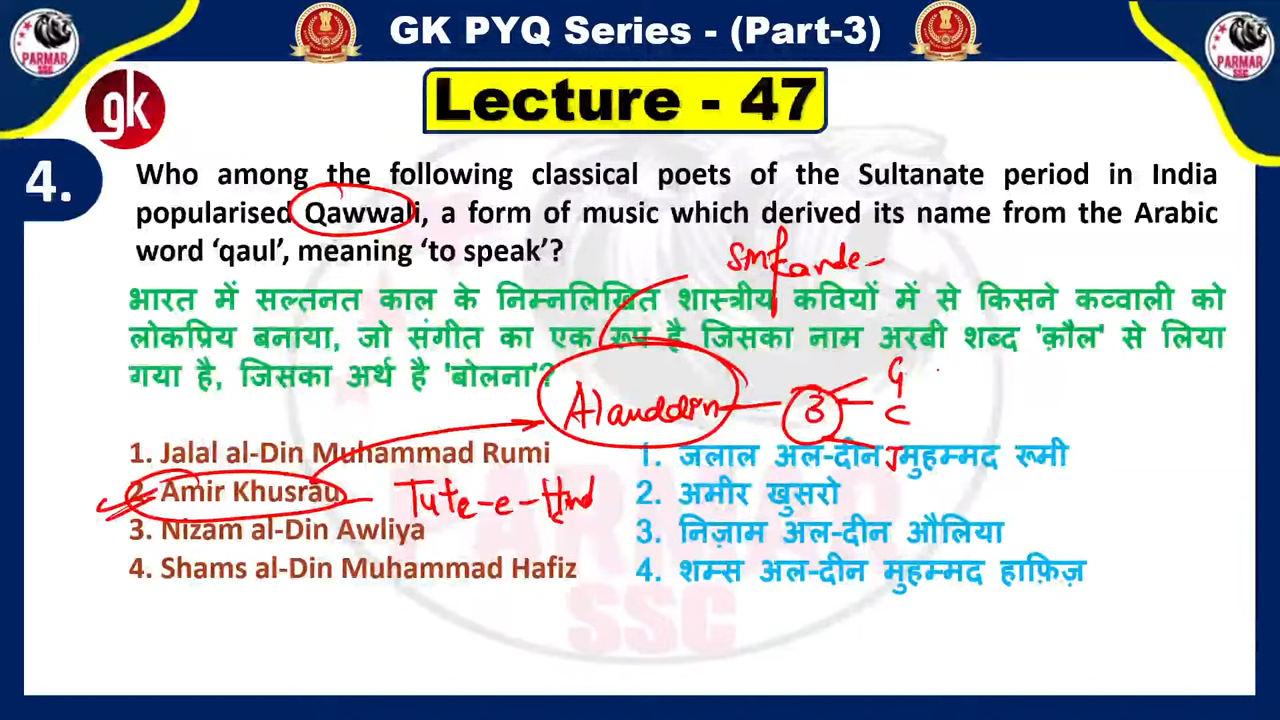 GK PYQ Series - (Part-3)
PARMAR
SSC
PARMAR
SSC
gk
Lecture - 47
4.
Who among the following classical poets of the Sultanate period in India
popularised Qawwali, a form of music which derived its name from the Arabic
word ‘qaul’, meaning ‘to speak’?
भारत में सल्तनत काल के निम्नलिखित शास्त्रीय कवियों में से किसने कव्वाली को
लोकप्रिय बनाया, जो संगीत का एक रूप है जिसका नाम अरबी शब्द 'क़ौल' से लिया
गया है, जिसका अर्थ है 'बोलना'?
Alauddin
3
G
C
J
1. Jalal al-Din Muhammad Rumi
2. Amir Khusrau
Tute-e-Hind
3. Nizam al-Din Awliya
4. Shams al-Din Muhammad Hafiz
1. जलाल अल-दीन मुहम्मद रूमी
2. अमीर खुसरो
3. निज़ाम अल-दीन औलिया
4. शम्स अल-दीन मुहम्मद हाफ़िज़
PARMAR
SSC